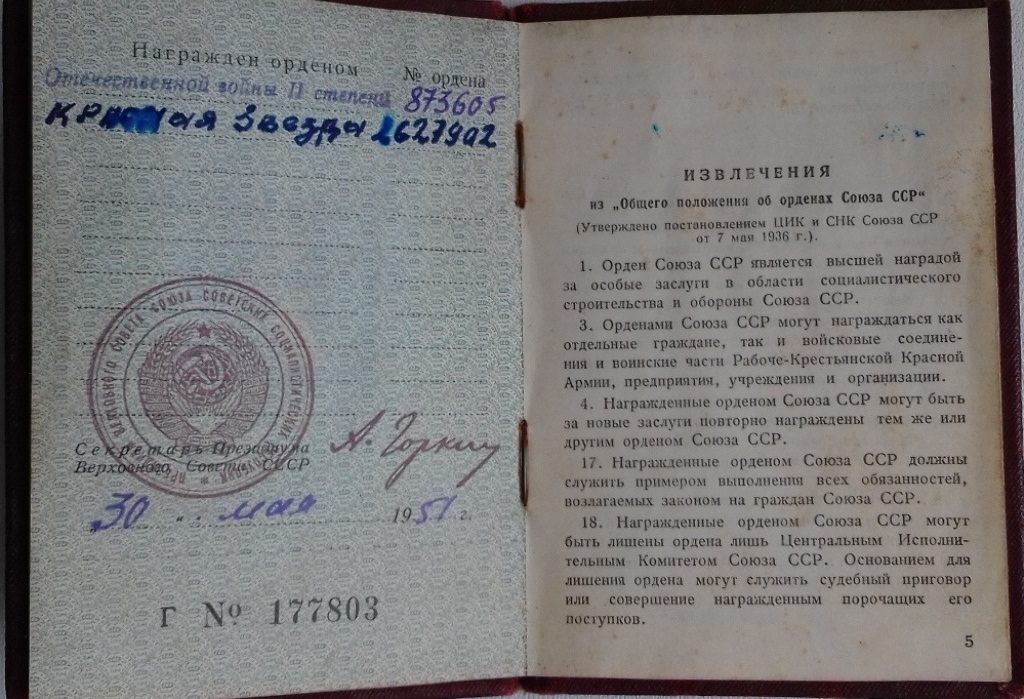 Награжден орденом № ордена
Отечественной войны II степени 873605
Красная Звезда 2627902
ВЕРХОВНОГО СОВЕТА СОЮЗА СОВЕТСКИХ СОЦИАЛИСТИЧЕСКИХ
Секретарь Президиума
Верховного Совета СССР
А. Горкин
„30 " мая 1951 г.
Г № 177803
ИЗВЛЕЧЕНИЯ
из „Общего положения об орденах Союза ССР“
(Утверждено постановлением ЦИК и СНК Союза ССР
от 7 мая 1936 г.).
1. Орден Союза ССР является высшей наградой
за особые заслуги в области социалистического
строительства и обороны Союза ССР.
3. Орденами Союза ССР могут награждаться как
отдельные граждане, так и войсковые соедине-
ния и воинские части Рабоче-Крестьянской Красной
Армии, предприятия, учреждения и организации.
4. Награжденные орденом Союза ССР могут быть
за новые заслуги повторно награждены тем же или
другим орденом Союза ССР.
17. Награжденные орденом Союза ССР должны
служить примером выполнения всех обязанностей,
возлагаемых законом на граждан Союза ССР.
18. Награжденные орденом Союза ССР могут
быть лишены ордена лишь Центральным Исполни-
тельным Комитетом Союза ССР. Основанием для
лишения ордена могут служить судебный приговор
или совершение награжденным порочащих его
поступков.
5